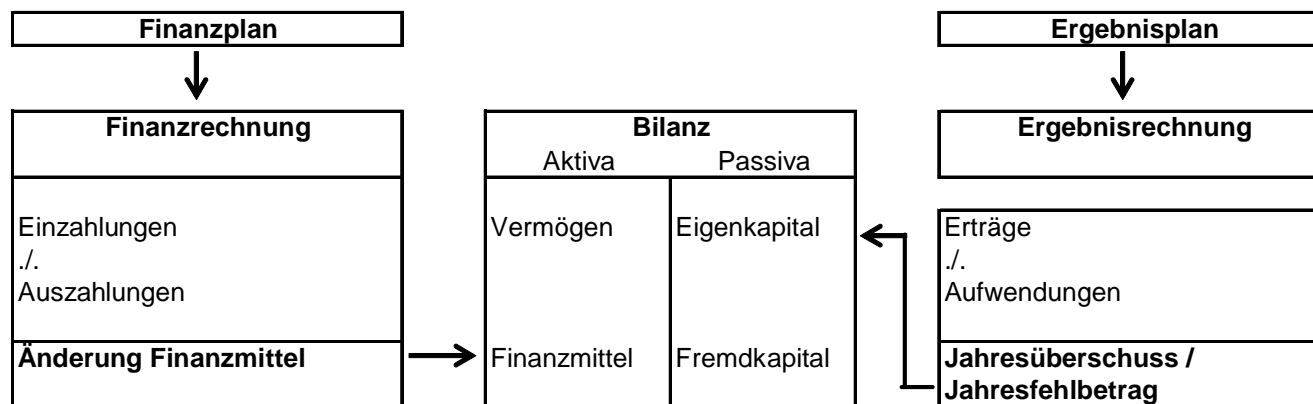 Finanzplan
Ergebnisplan
Finanzrechnung
Bilanz
Ergebnisrechnung
Aktiva Passiva
Einzahlungen
./.
Auszahlungen
Änderung Finanzmittel
Vermögen Eigenkapital
Finanzmittel Fremdkapital
Erträge
./.
Aufwendungen
Jahresüberschuss /
Jahresfehlbetrag